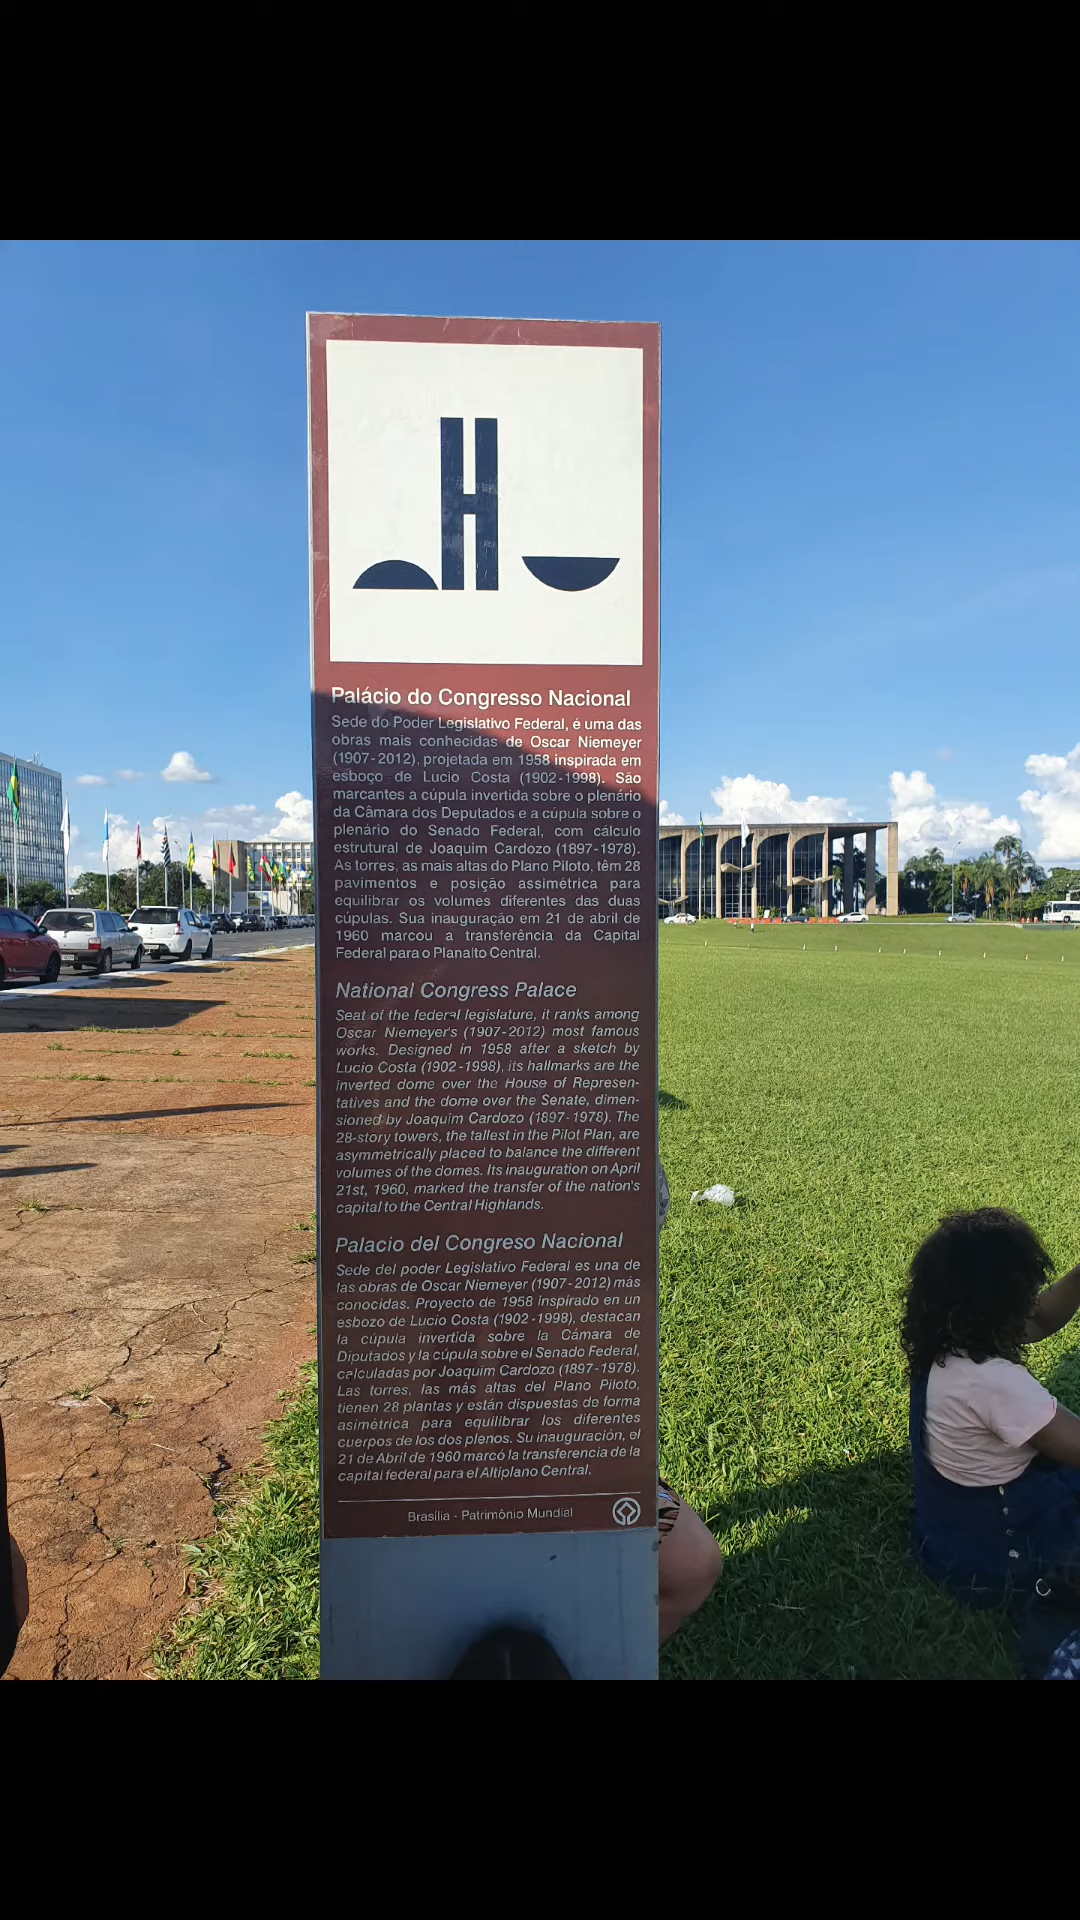 Palácio do Congresso Nacional
Sede do Poder Legislativo Federal, é uma das
obras mais conhecidas de Oscar Niemeyer
(1907-2012), projetada em 1958 inspirada em
esboço de Lucio Costa (1902-1998). São
marcantes a cúpula invertida sobre o plenário
da Câmara dos Deputados e a cúpula sobre o
plenário do Senado Federal, com cálculo
estrutural de Joaquim Cardozo (1897-1978).
As torres, as mais altas do Plano Piloto, têm 28
pavimentos e posição assimétrica para
equilibrar os volumes diferentes das duas
cúpulas. Sua inauguração em 21 de abril de
1960 marcou a transferência da Capital
Federal para o Planalto Central.
National Congress Palace
Seat of the federal legislature, it ranks among
Oscar Niemeyer's (1907-2012) most famous
works. Designed in 1958 after a sketch by
Lucio Costa (1902-1998), its hallmarks are the
inverted dome over the House of Represen-
tatives and the dome over the Senate, dimen-
sioned by Joaquim Cardozo (1897-1978). The
28-story towers, the tallest in the Pilot Plan, are
asymmetrically placed to balance the different
volumes of the domes. Its inauguration on April
21st, 1960, marked the transfer of the nation's
capital to the Central Highlands.
Palacio del Congreso Nacional
Sede del poder Legislativo Federal es una de
las obras de Oscar Niemeyer (1907-2012) más
conocidas. Proyecto de 1958 inspirado en un
esbozo de Lucio Costa (1902-1998), destacan
la cúpula invertida sobre la Cámara de
Diputados y la cúpula sobre el Senado Federal,
calculadas por Joaquim Cardozo (1897-1978).
Las torres, las más altas del Plano Piloto,
tienen 28 plantas y están dispuestas de forma
asimétrica para equilibrar los diferentes
cuerpos de los dos plenos. Su inauguración, el
21 de Abril de 1960 marcó la transferencia de la
capital federal para el Altiplano Central.
Brasília - Patrimônio Mundial